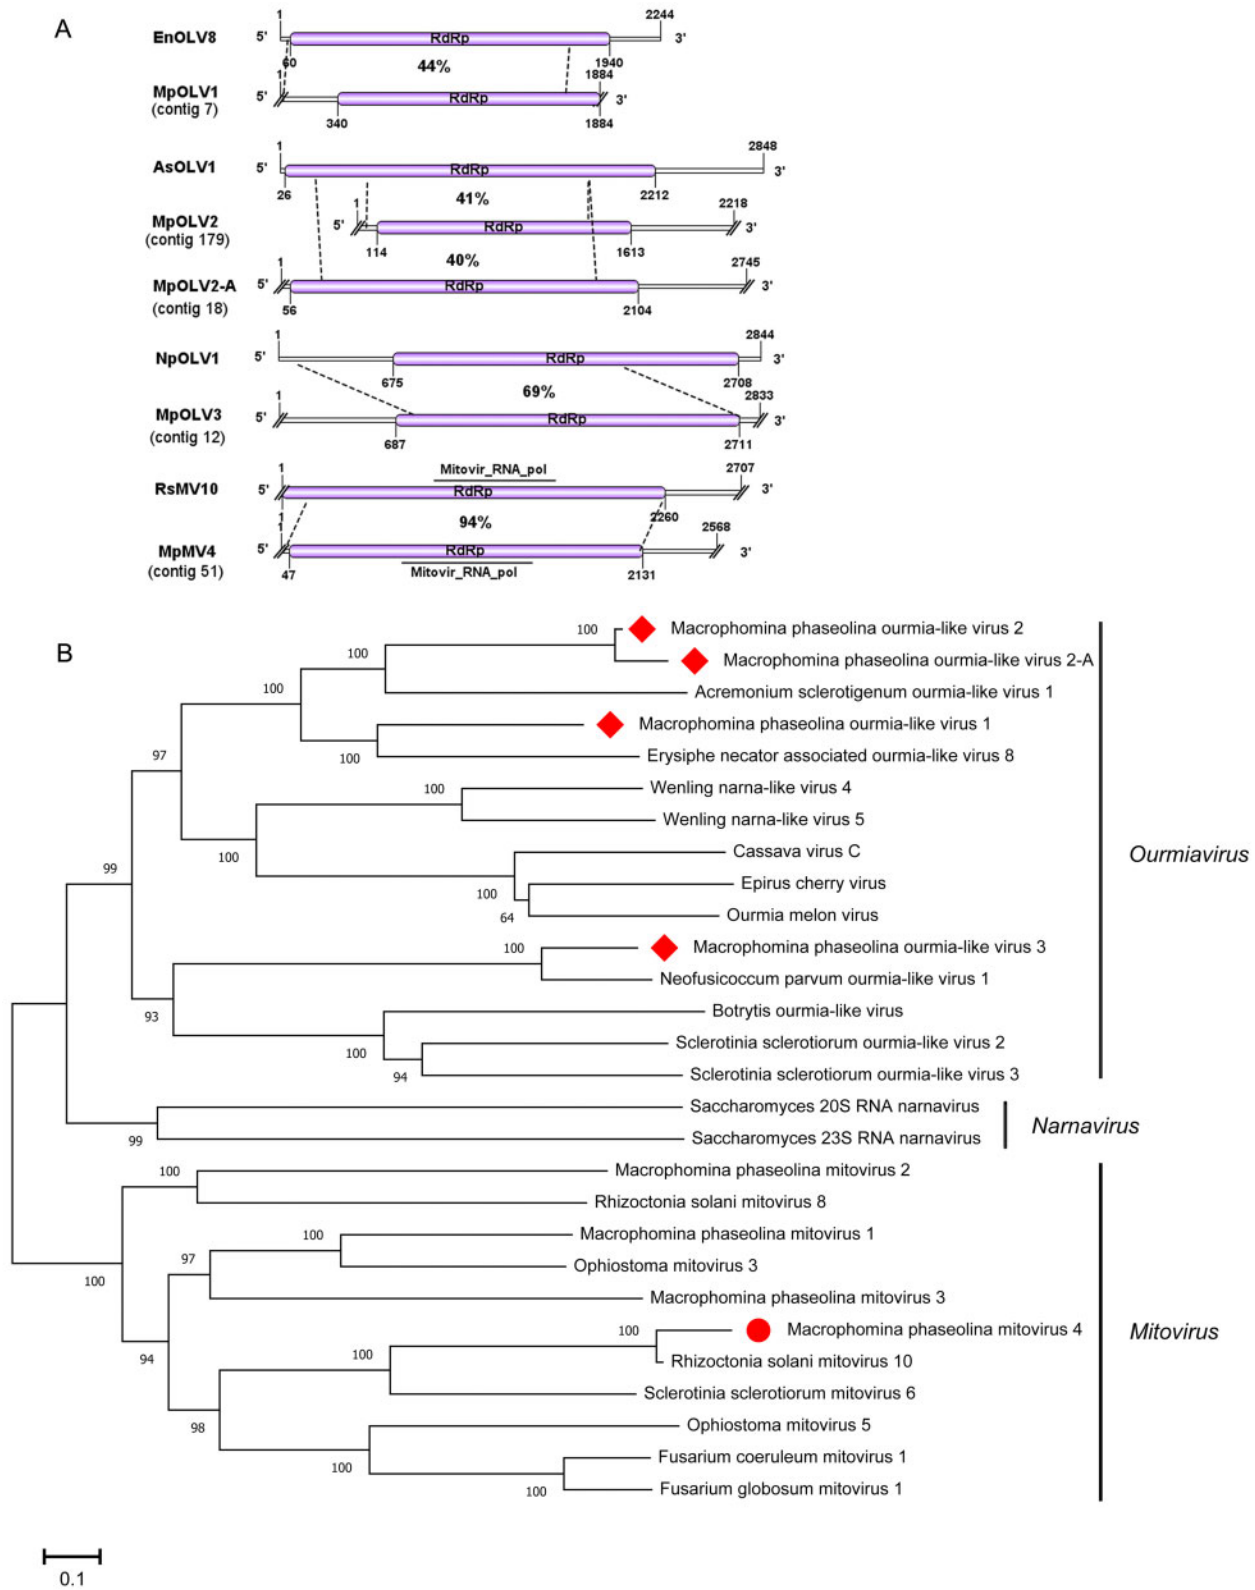 A
1
2244
EnOLV8
5'
RdRp
3'
60
44%
1940
1
1884
MpOLV1
5'
RdRp
3'
(contig 7)
340
1884
1
2848
AsOLV1
5'
RdRp
3'
26
41%
2212
1
2218
MpOLV2
5'
RdRp
3'
(contig 179)
114
1613
40%
1
2745
MpOLV2-A
5'
RdRp
3'
(contig 18)
56
2104
1
2844
NpOLV1
5'
RdRp
3'
675
69%
2708
2833
1
MpOLV3
5'
RdRp
3'
(contig 12)
687
2711
1
Mitovir_RNA_pol
2707
RsMV10
5'
RdRp
3'
1
94%
2260
1
2568
MpMV4
5'
RdRp
3'
(contig 51)
47
Mitovir_RNA_pol
2131
B
100
Macrophomina phaseolina ourmia-like virus 2
100
Macrophomina phaseolina ourmia-like virus 2-A
100
Acremonium sclerotigenum ourmia-like virus 1
Macrophomina phaseolina ourmia-like virus 1
97
100
Erysiphe necator associated ourmia-like virus 8
100
Wenling narna-like virus 4
Wenling narna-like virus 5
99
100
Cassava virus C
Ourmiavirus
100
Epirus cherry virus
64
Ourmia melon virus
100
Macrophomina phaseolina ourmia-like virus 3
Neofusicoccum parvum ourmia-like virus 1
93
Botrytis ourmia-like virus
100
Sclerotinia sclerotiorum ourmia-like virus 2
94
Sclerotinia sclerotiorum ourmia-like virus 3
Saccharomyces 20S RNA narnavirus
Narnavirus
99
Saccharomyces 23S RNA narnavirus
100
Macrophomina phaseolina mitovirus 2
Rhizoctonia solani mitovirus 8
100
Macrophomina phaseolina mitovirus 1
97
Ophiostoma mitovirus 3
100
Macrophomina phaseolina mitovirus 3
100
Macrophomina phaseolina mitovirus 4
Mitovirus
94
100
Rhizoctonia solani mitovirus 10
Sclerotinia sclerotiorum mitovirus 6
98
Ophiostoma mitovirus 5
100
Fusarium coeruleum mitovirus 1
100
Fusarium globosum mitovirus 1
0.1